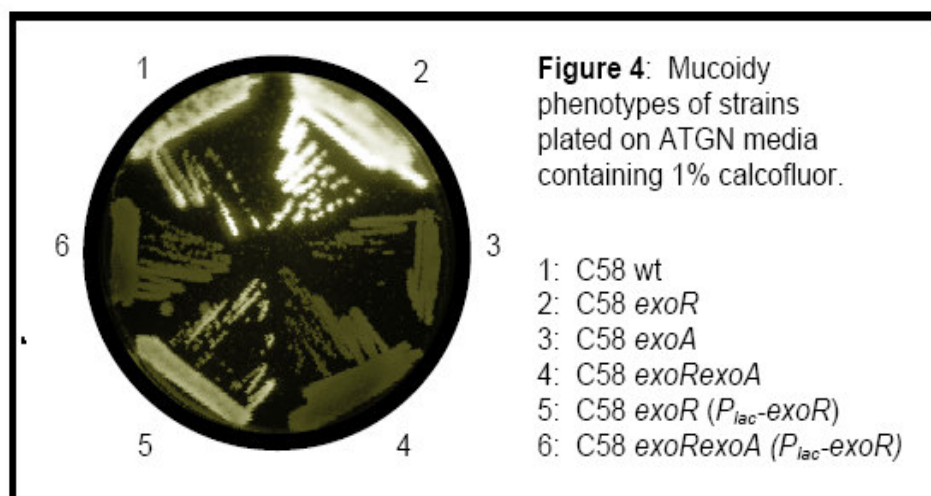 1
2
3
4
5
6
Figure 4: Mucoidy
phenotypes of strains
plated on ATGN media
containing 1% calcofluor.
1: C58 wt
2: C58 exoR
3: C58 exoA
4: C58 exoRexoA
5: C58 exoR (Plac-exoR)
6: C58 exoRexoA (Plac-exoR)